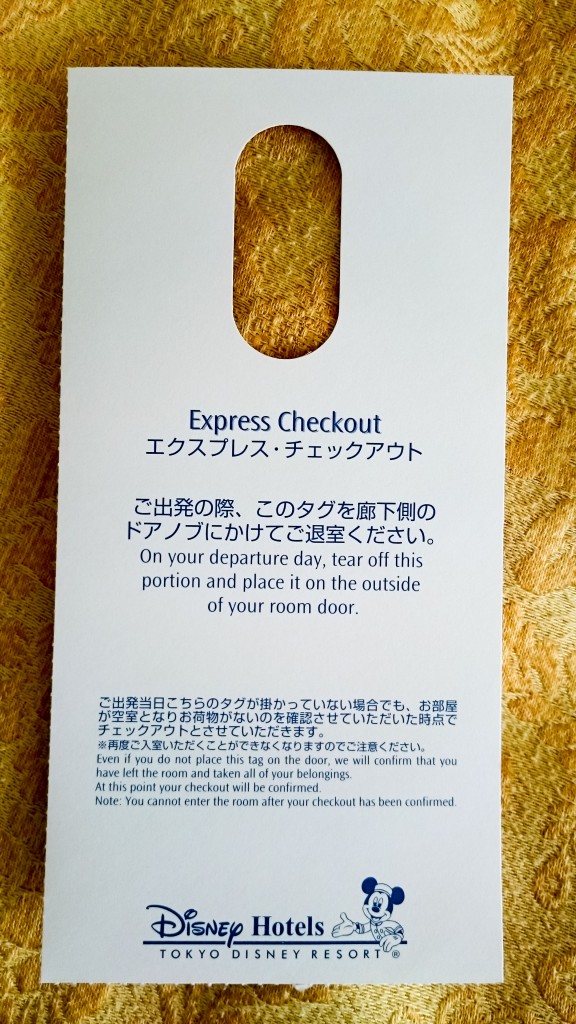 Express Checkout
エクスプレス・チェックアウト
ご出発の際、このタグを廊下側の
ドアノブにかけてご退室ください。
On your departure day, tear off this
portion and place it on the outside
of your room door.
ご出発当日こちらのタグが掛かっていない場合でも、お部屋
が空室となりお荷物がないのを確認させていただいた時点で
チェックアウトとさせていただきます。
※再度ご入室いただくことができなくなりますのでご注意ください。
Even if you do not place this tag on the door, we will confirm that you
have left the room and taken all of your belongings.
At this point your checkout will be confirmed.
Note: You cannot enter the room after your checkout has been confirmed.
Disney Hotels
TOKYO DISNEY RESORT®